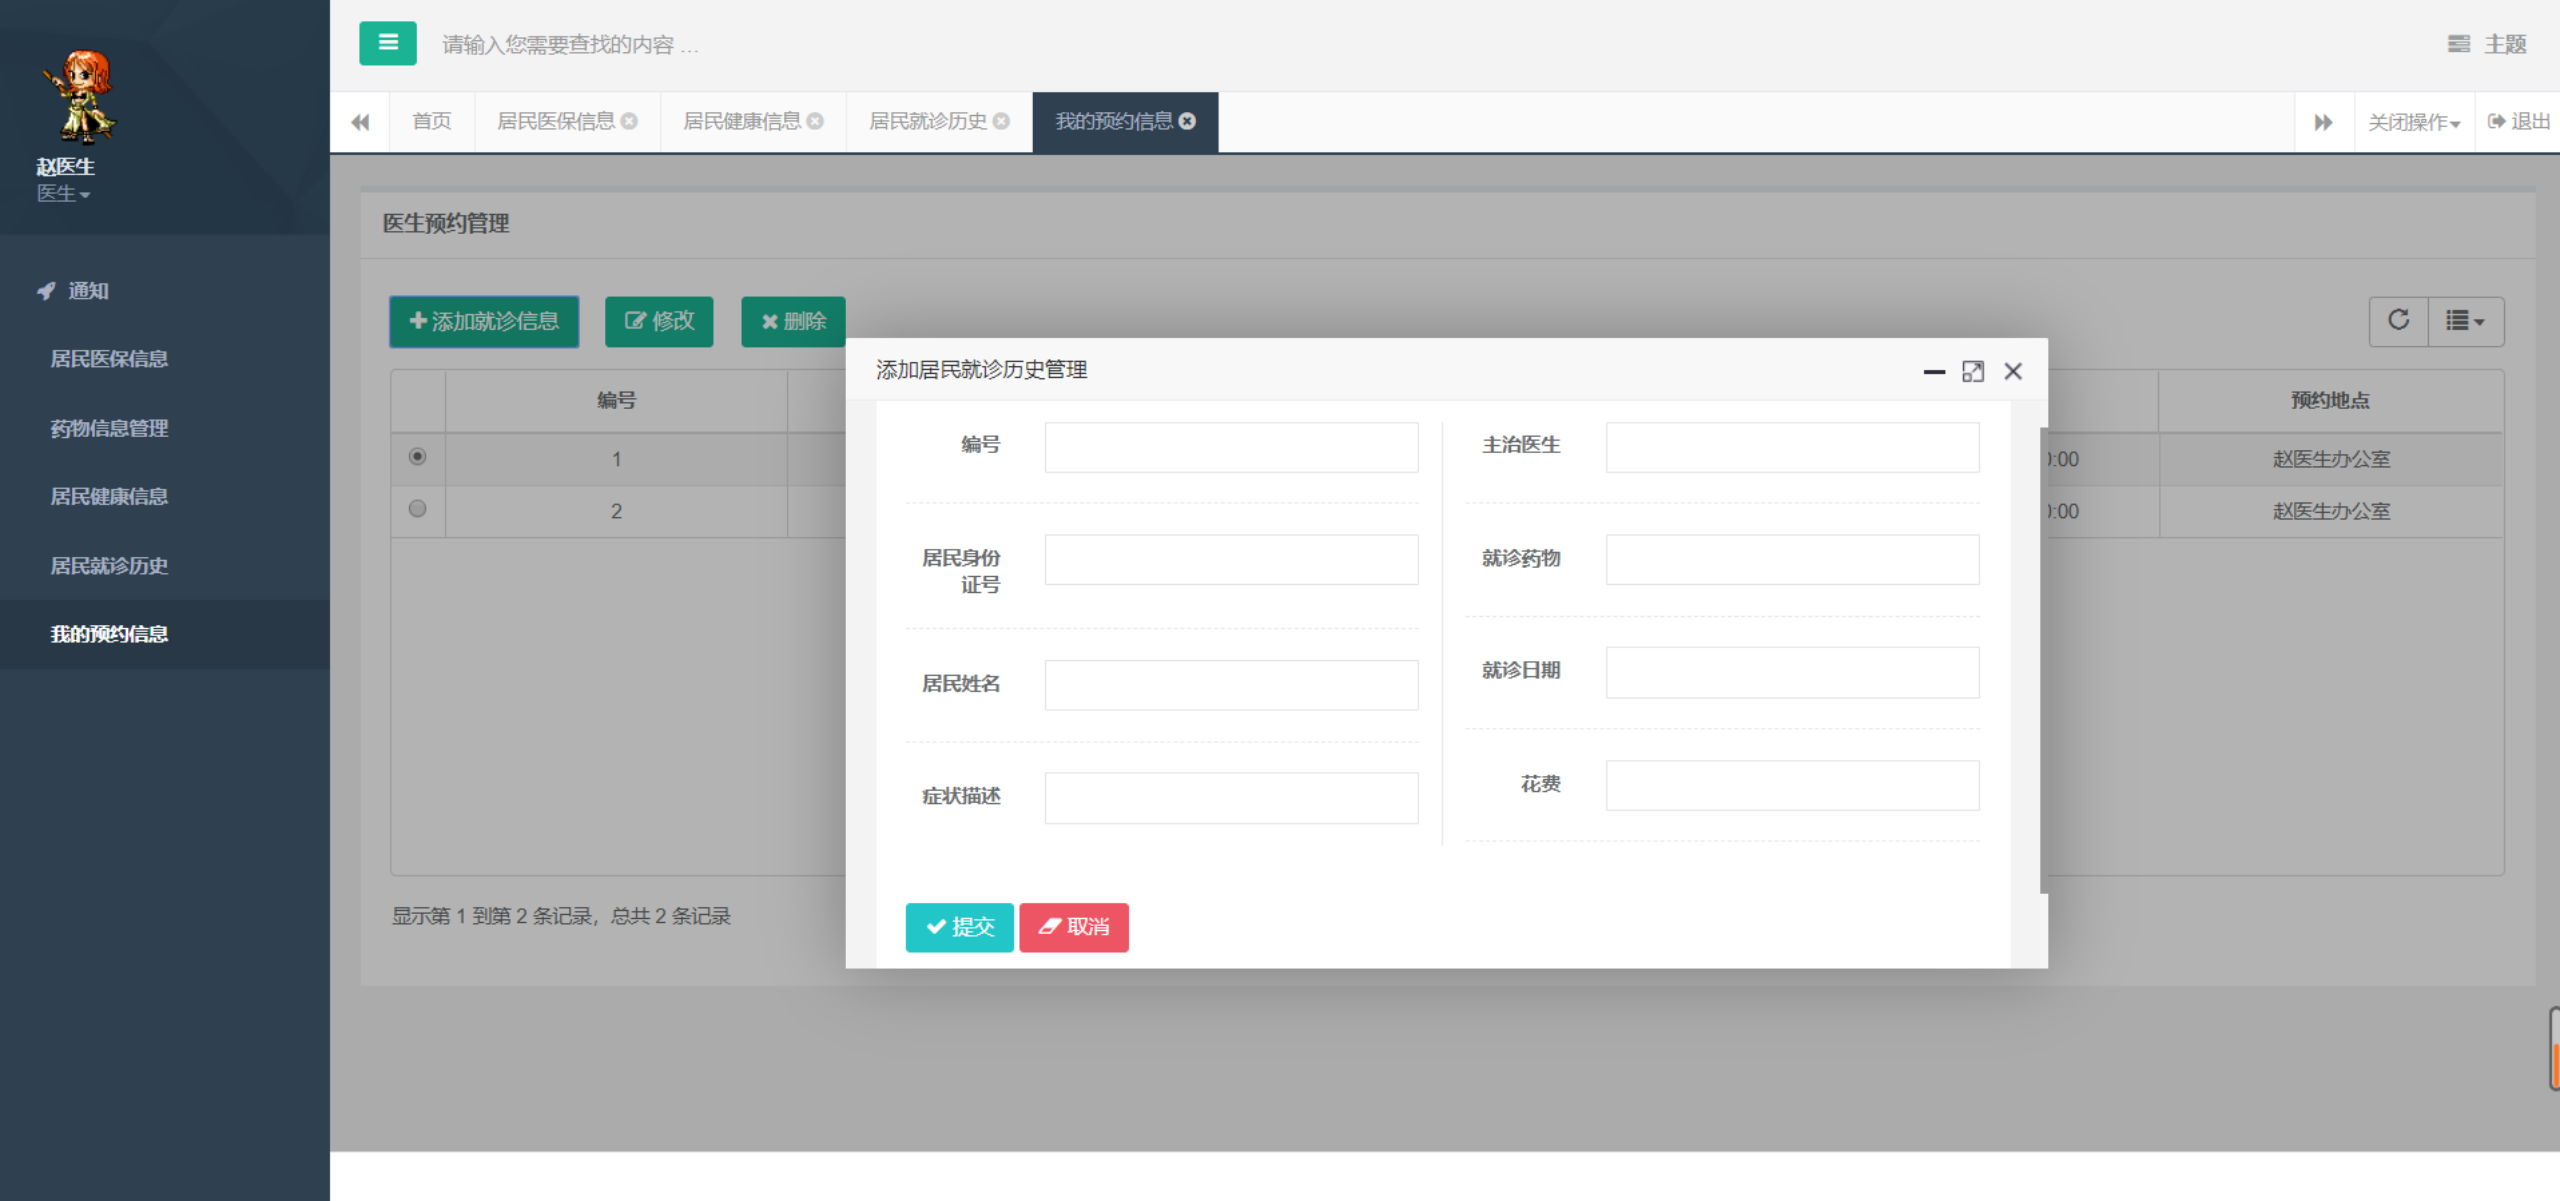 请输入您需要查找的内容 …
主题
首页
居民医保信息
居民健康信息
居民就诊历史
我的预约信息
关闭操作
退出
赵医生
医生
通知
居民医保信息
药物信息管理
居民健康信息
居民就诊历史
我的预约信息
医生预约管理
添加就诊信息
修改
删除
编号
预约地点
1
0:00
赵医生办公室
2
0:00
赵医生办公室
显示第 1 到第 2 条记录，总共 2 条记录
添加居民就诊历史管理
编号
主治医生
居民身份
证号
就诊药物
居民姓名
就诊日期
症状描述
花费
提交
取消